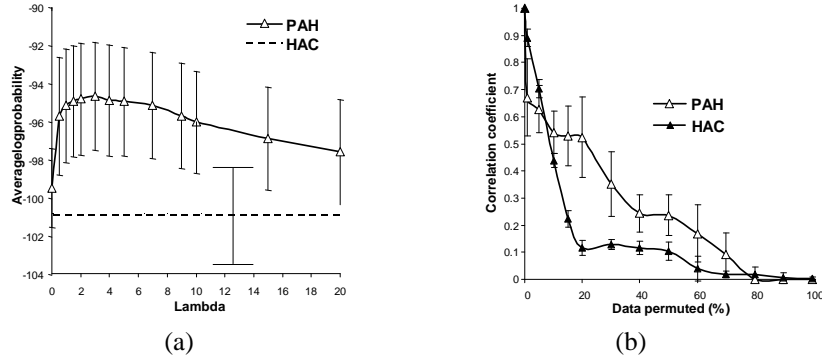 -90
-92
-94
-96
-98
-100
-102
-104
Averagelogprobability
PAH
HAC
0 2 4 6 8 10 12 14 16 18 20
Lambda
(a)
1
0.9
0.8
0.7
0.6
0.5
0.4
0.3
0.2
0.1
0
Correlation coefficient
PAH
HAC
0 20 40 60 80 100
Data permuted (%)
(b)